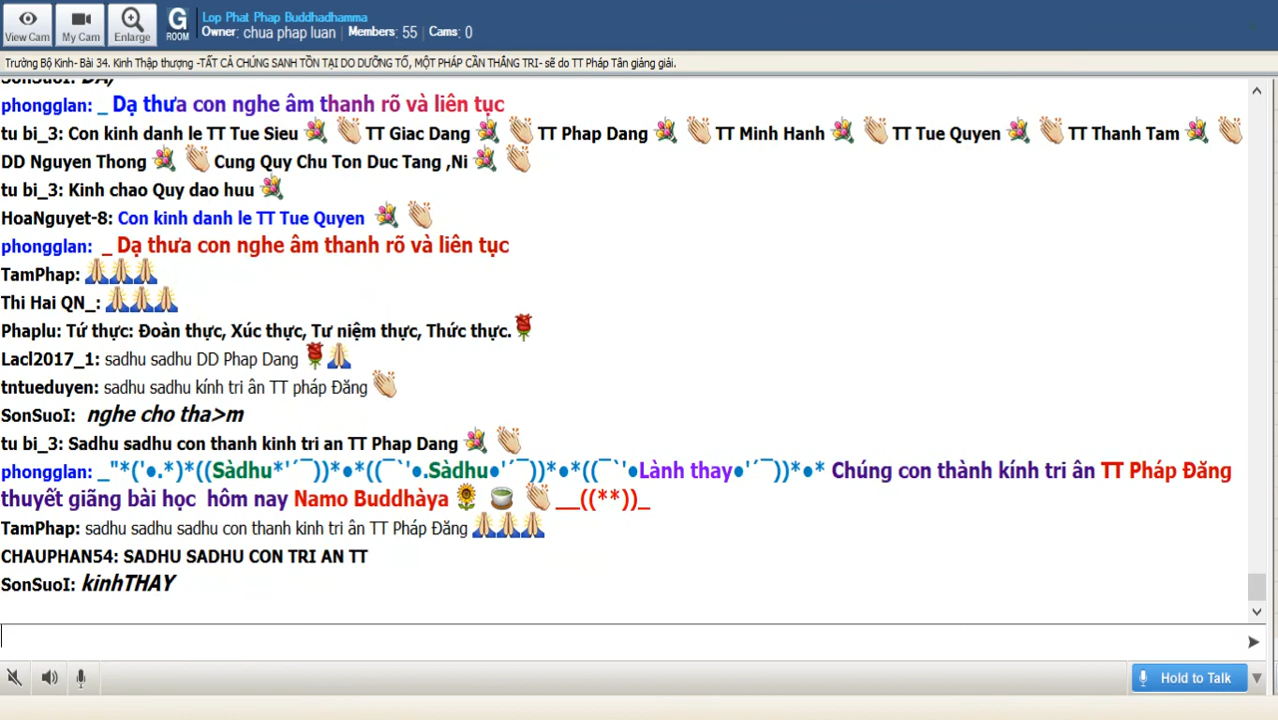 View Cam
My Cam
Enlarge
G
ROOM
Lop Phat Phap Buddhadhamma
Owner: chua phap luan | Members: 55 | Cams: 0
Trường Bộ Kinh- Bài 34. Kinh Thập thượng -TẤT CẢ CHÚNG SANH TỒN TẠI DO DƯỠNG TỐ, MỘT PHÁP CẦN THẮNG TRI- sẽ do TT Pháp Tân giảng giải.
SonSuoI: DA,
phongglan: _ Dạ thưa con nghe âm thanh rõ và liên tục
tu bi_3: Con kinh danh le TT Tue Sieu TT Giac Dang TT Phap Dang TT Minh Hanh TT Tue Quyen TT Thanh Tam
DD Nguyen Thong Cung Quy Chu Ton Duc Tang ,Ni
tu bi_3: Kinh chao Quy dao huu
HoaNguyet-8: Con kinh danh le TT Tue Quyen
phongglan: _ Dạ thưa con nghe âm thanh rõ và liên tục
TamPhap:
Thi Hai QN_:
Phaplu: Tứ thực: Đoàn thực, Xúc thực, Tư niệm thực, Thức thực.
Lacl2017_1: sadhu sadhu DD Phap Dang
tntueduyen: sadhu sadhu kính tri ân TT pháp Đăng
SonSuoI: nghe cho tha>m
tu bi_3: Sadhu sadhu con thanh kinh tri an TT Phap Dang
phongglan: _"*('●.*)*((Sàdhu*'´¯))*●*((¯`'●.Sàdhu●'´¯))*●*((¯`'●Lành thay●'´¯))*●* Chúng con thành kính tri ân TT Pháp Đăng
thuyết giãng bài học hôm nay Namo Buddhàya __((**))_
TamPhap: sadhu sadhu sadhu con thanh kinh tri ân TT Pháp Đăng
CHAUPHAN54: SADHU SADHU CON TRI AN TT
SonSuoI: kinhTHAY
Hold to Talk